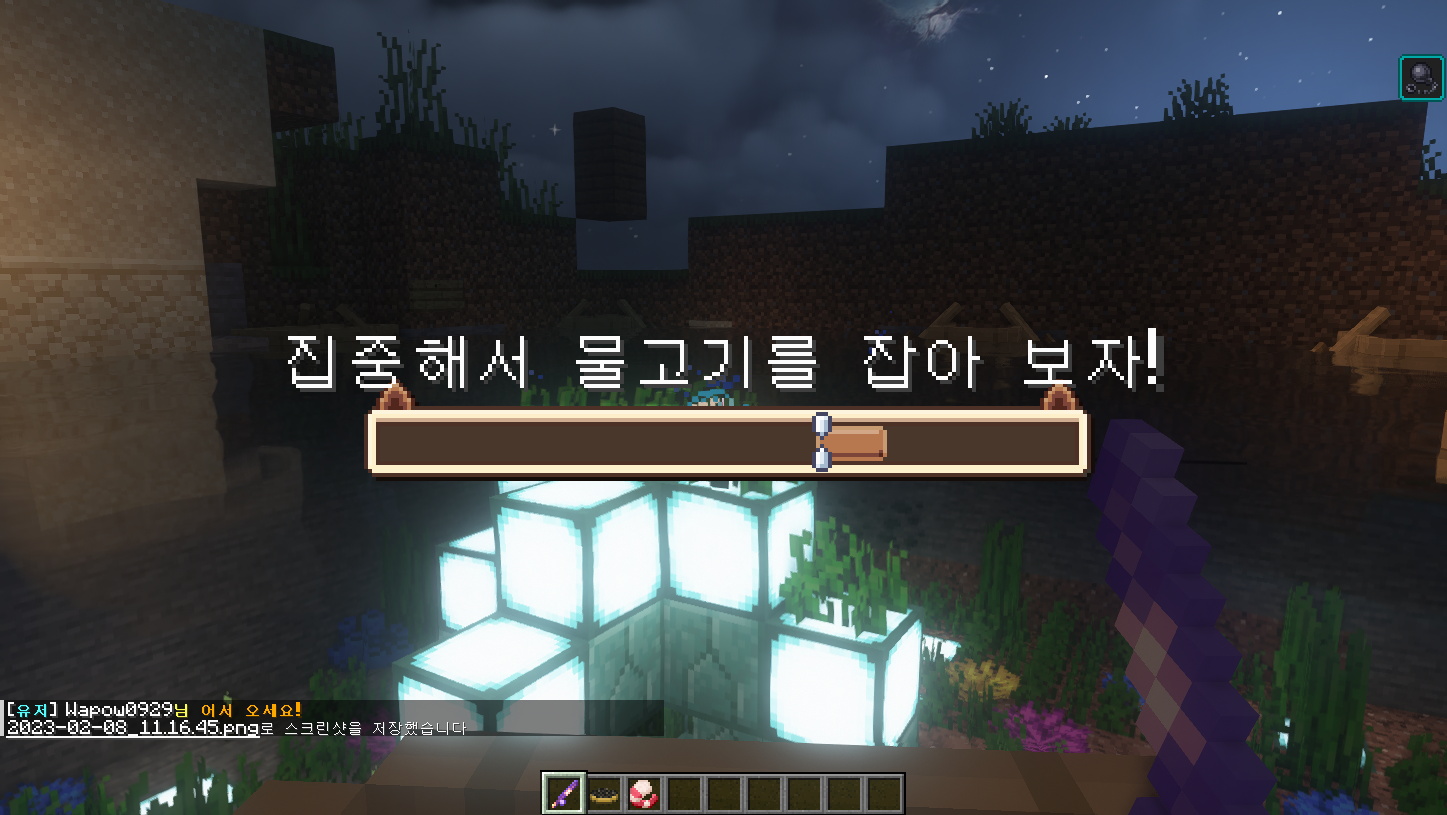 집중해서 물고기를 잡아 보자!
[유저] Wapow0929님 어서 오세요!
2023-02-08_11.16.45.png로 스크린샷을 저장했습니다